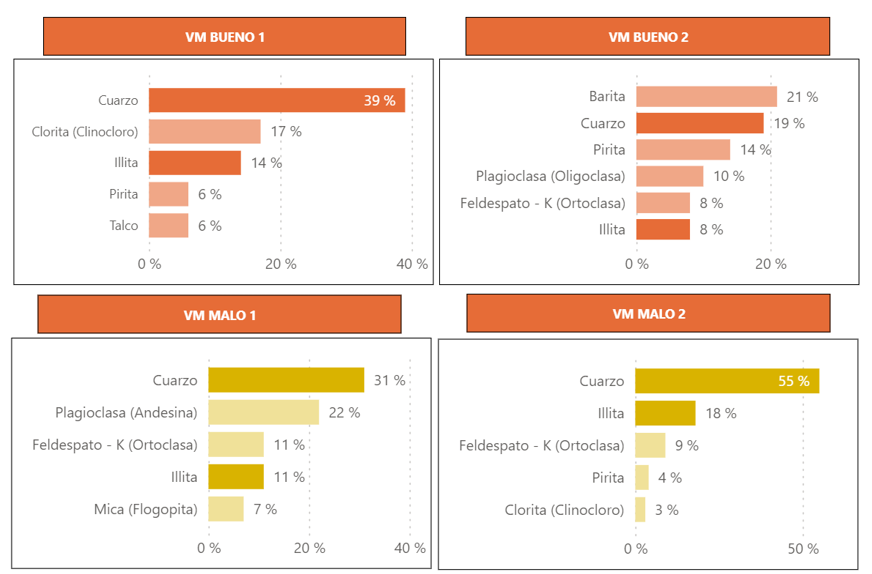 VM BUENO 1
Cuarzo 39 %
Clorita (Clinocloro) 17 %
Illita 14 %
Pirita 6 %
Talco 6 %
0 % 20 % 40 %
VM BUENO 2
Barita 21 %
Cuarzo 19 %
Pirita 14 %
Plagioclasa (Oligoclasa) 10 %
Feldespato - K (Ortoclasa) 8 %
Illita 8 %
0 % 20 %
VM MALO 1
Cuarzo 31 %
Plagioclasa (Andesina) 22 %
Feldespato - K (Ortoclasa) 11 %
Illita 11 %
Mica (Flogopita) 7 %
0 % 20 % 40 %
VM MALO 2
Cuarzo 55 %
Illita 18 %
Feldespato - K (Ortoclasa) 9 %
Pirita 4 %
Clorita (Clinocloro) 3 %
0 % 50 %